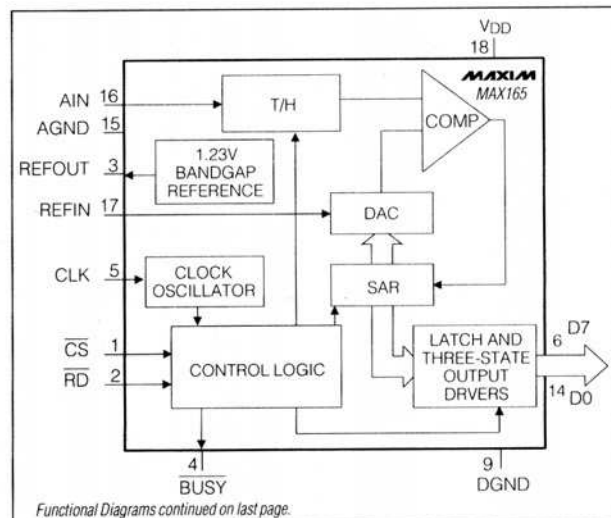 VDD
18
MAXIM
MAX165
AIN 16
AGND 15
REFOUT 3
REFIN 17
CLK 5
CS 1
RD 2
T/H
COMP
1.23V
BANDGAP
REFERENCE
DAC
CLOCK
OSCILLATOR
SAR
CONTROL LOGIC
LATCH AND
THREE-STATE
OUTPUT
DRVERS
6 D7
14 D0
4
BUSY
9
DGND
Functional Diagrams continued on last page.